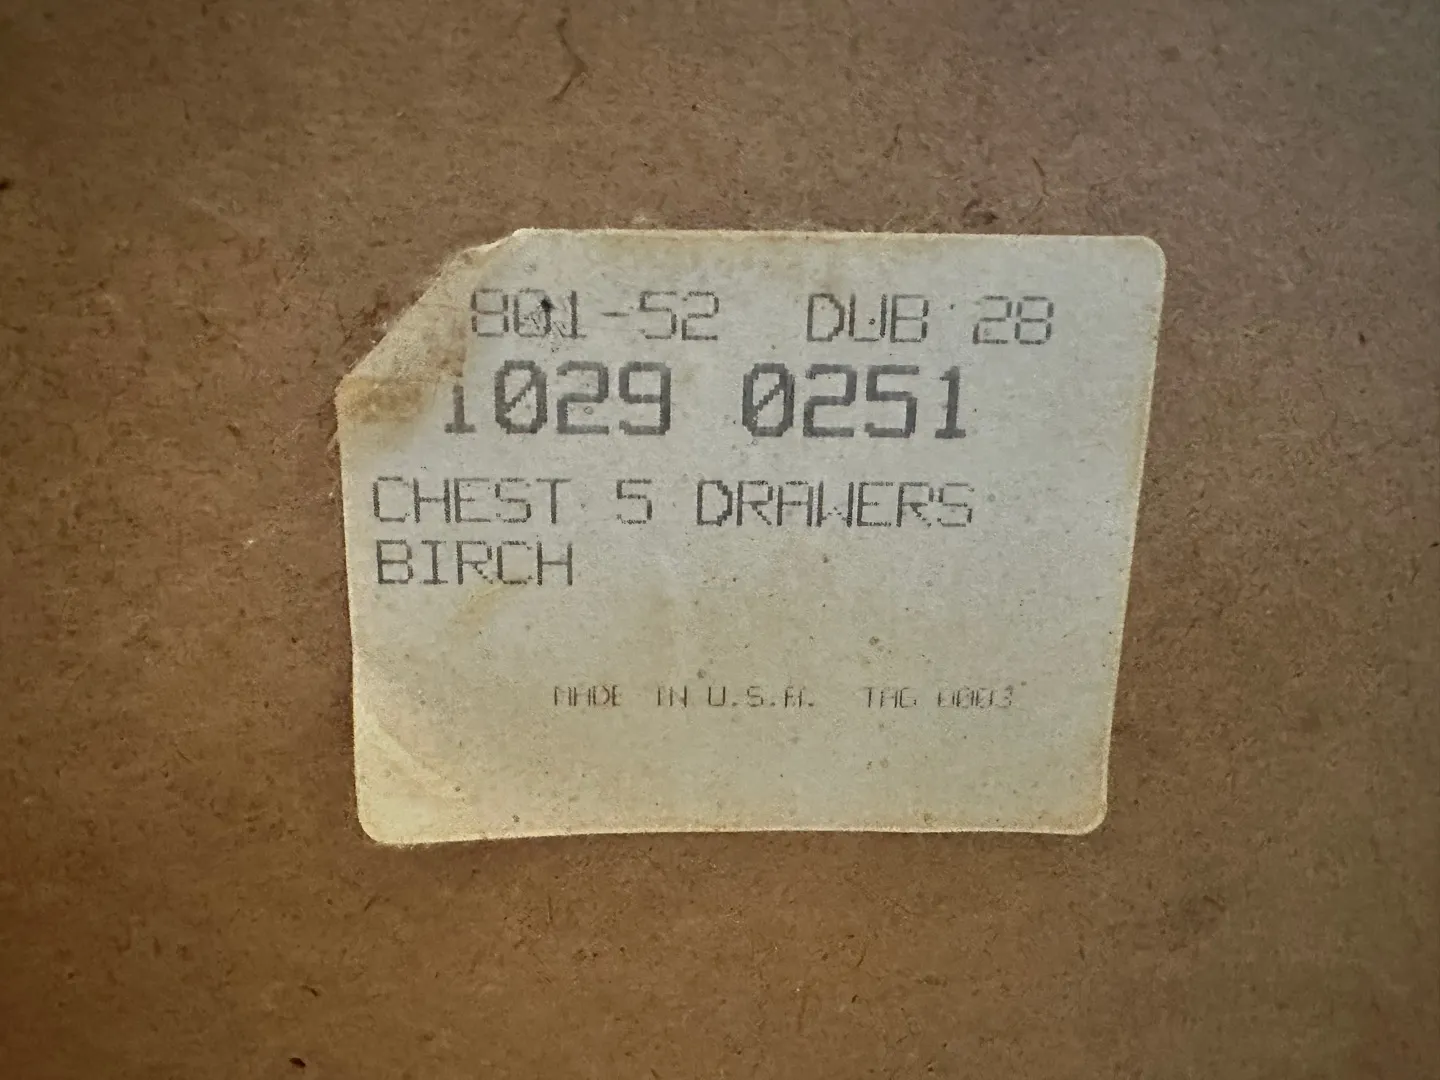 801-52 DUB 28
1029 0251
CHEST 5 DRAWERS
BIRCH
MADE IN U.S.A. TAG 0003